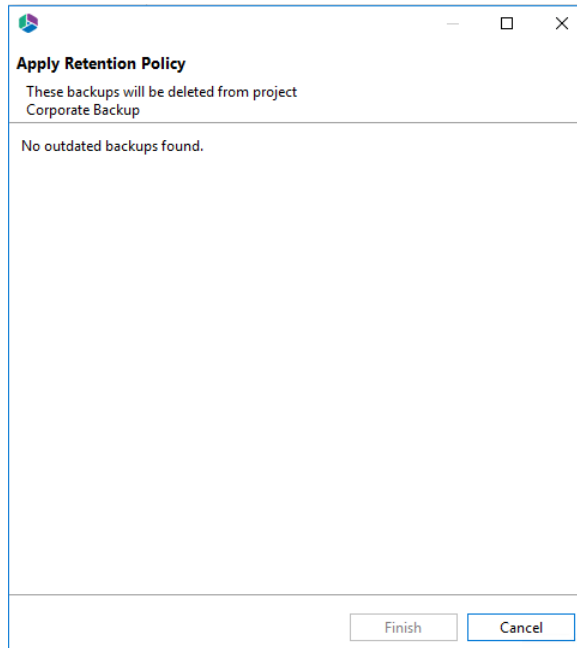 Apply Retention Policy
These backups will be deleted from project
Corporate Backup
No outdated backups found.
Finish
Cancel